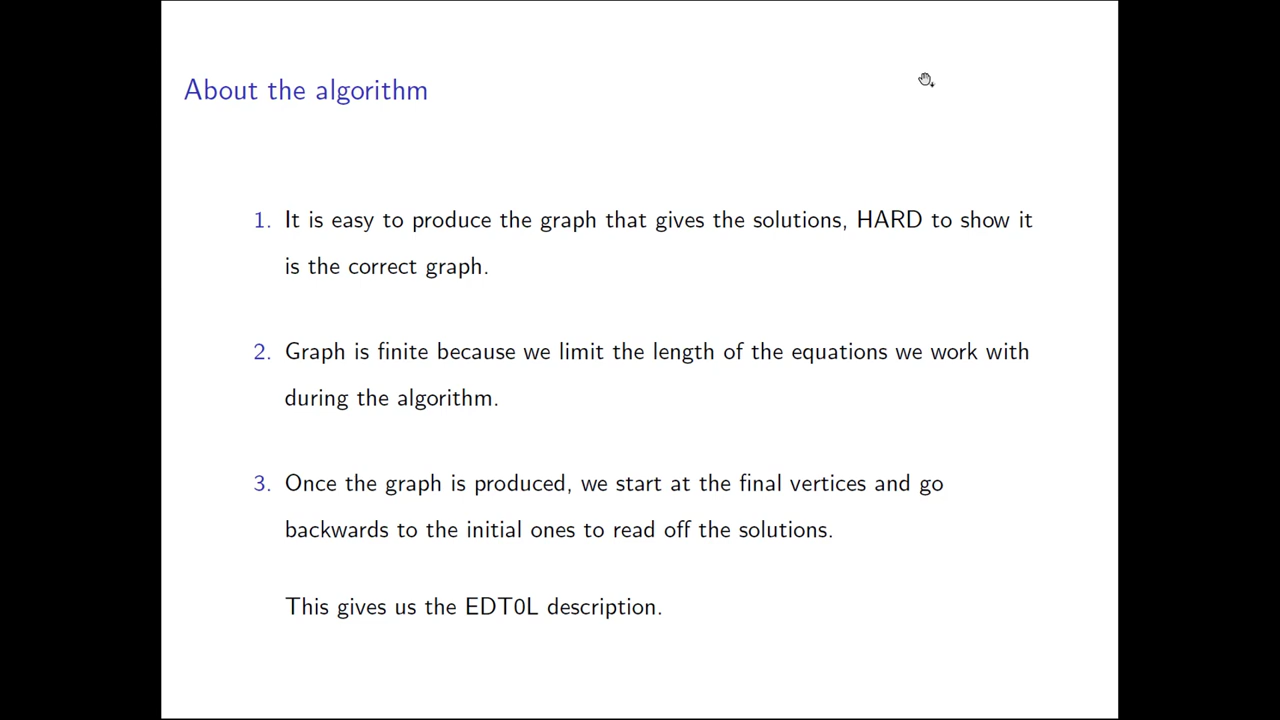 About the algorithm
1. It is easy to produce the graph that gives the solutions, HARD to show it
is the correct graph.
2. Graph is finite because we limit the length of the equations we work with
during the algorithm.
3. Once the graph is produced, we start at the final vertices and go
backwards to the initial ones to read off the solutions.
This gives us the EDT0L description.